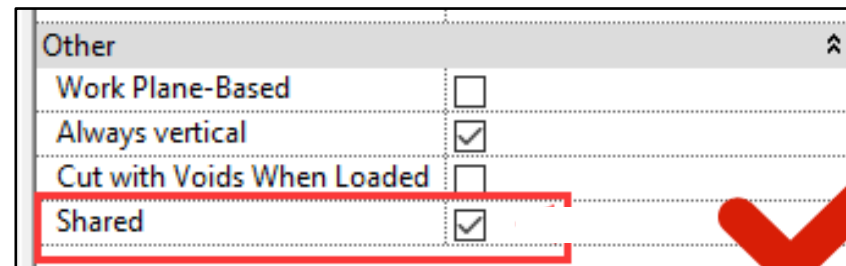 Other
Work Plane-Based
Always vertical
Cut with Voids When Loaded
Shared